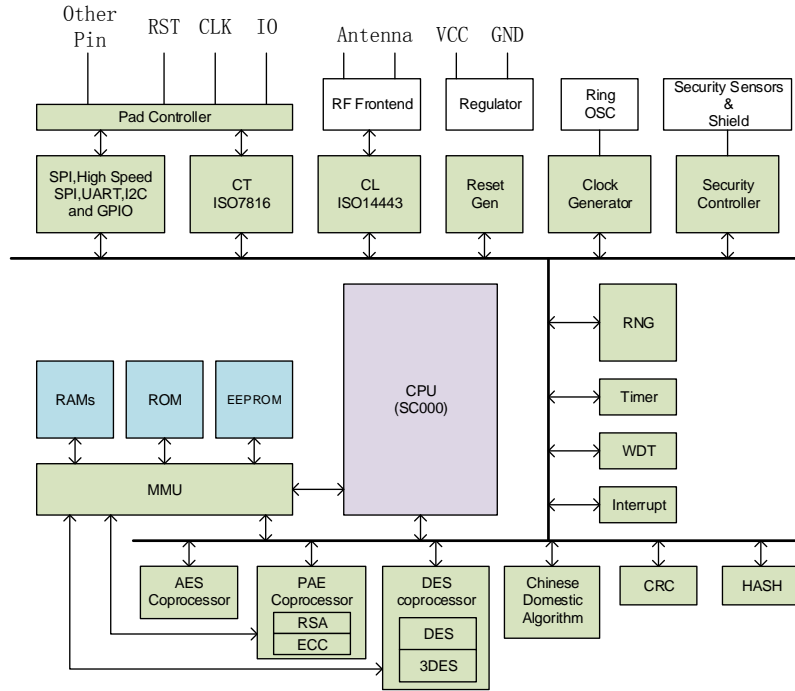 Other
Pin
RST
CLK
IO
Antenna
VCC
GND
Pad Controller
RF Frontend
Regulator
Ring
OSC
Security Sensors
&
Shield
SPI,High Speed
SPI,UART,I2C
and GPIO
CT
ISO7816
CL
ISO14443
Reset
Gen
Clock
Generator
Security
Controller
RNG
CPU
(SC000)
RAMs
ROM
EEPROM
Timer
WDT
MMU
Interrupt
AES
Coprocessor
PAE
Coprocessor
RSA
ECC
DES
coprocessor
DES
3DES
Chinese
Domestic
Algorithm
CRC
HASH